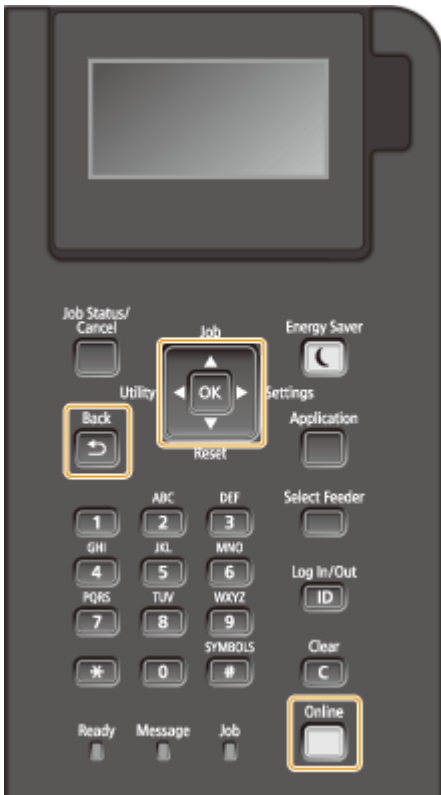 Job Status/
Cancel
Job
Energy Saver
Utility
OK
Settings
Back
Reset
Application
ABC
DEF
Select Feeder
1
2
3
GHI
JKL
MNO
4
5
6
Log In/Out
ID
PQRS
TUV
WXYZ
7
8
9
SYMBOLS
Clear
*
0
#
C
Online
Ready
Message
Job